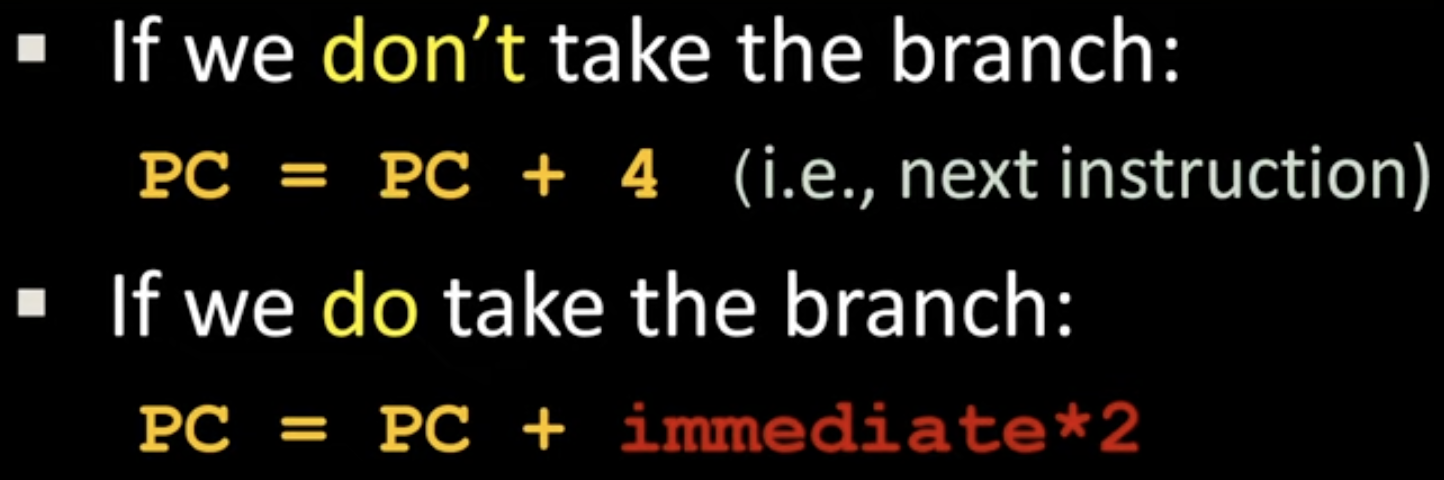 ▪ If we don’t take the branch:
PC = PC + 4 (i.e., next instruction)
▪ If we do take the branch:
PC = PC + immediate*2